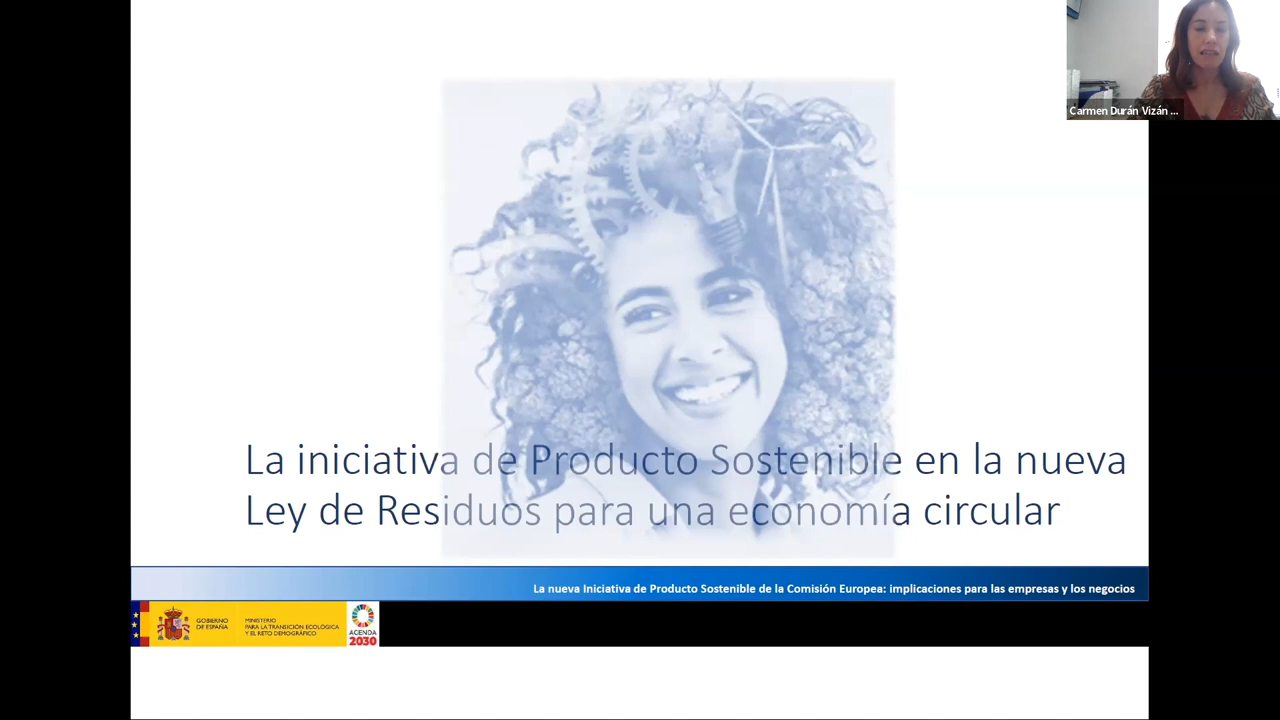 Carmen Durán Vizán ...
La iniciativa de Producto Sostenible en la nueva
Ley de Residuos para una economía circular
La nueva Iniciativa de Producto Sostenible de la Comisión Europea: implicaciones para las empresas y los negocios
GOBIERNO
DE ESPAÑA
MINISTERIO
PARA LA TRANSICIÓN ECOLÓGICA
Y EL RETO DEMOGRÁFICO
AGENDA
2030